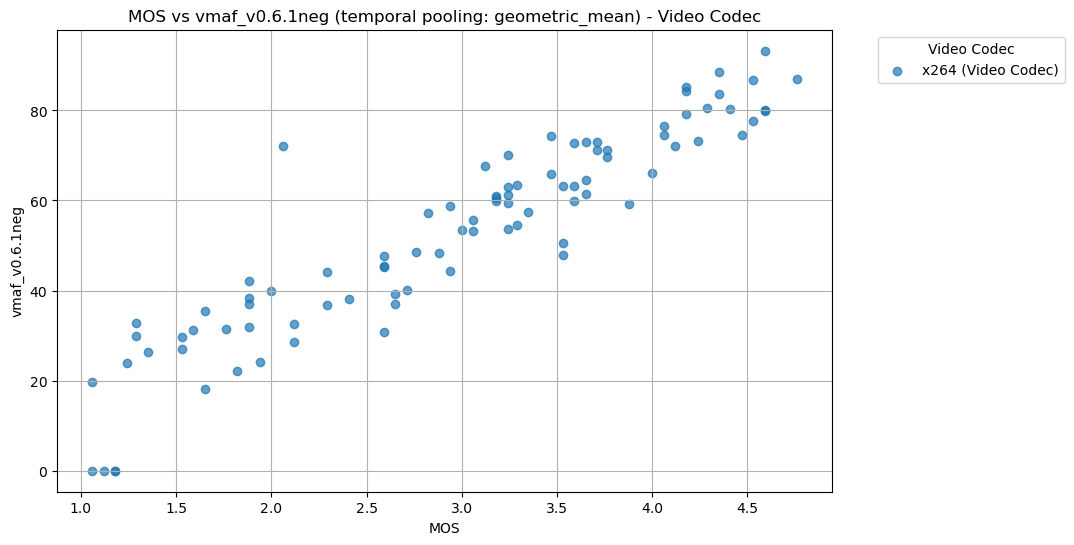 MOS vs vmaf_v0.6.1neg (temporal pooling: geometric_mean) - Video Codec
Video Codec
x264 (Video Codec)
vmaf_v0.6.1neg
80
60
40
20
0
1.0 1.5 2.0 2.5 3.0 3.5 4.0 4.5
MOS